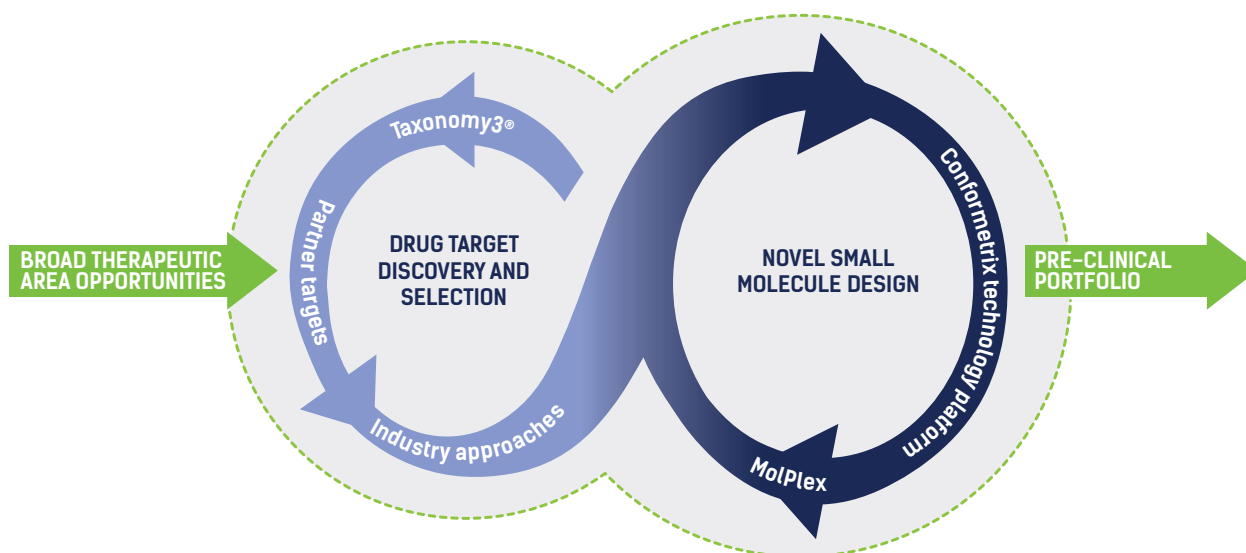 BROAD THERAPEUTIC
AREA OPPORTUNITIES
Taxonomy3®
Partner targets
Industry approaches
DRUG TARGET
DISCOVERY AND
SELECTION
NOVEL SMALL
MOLECULE DESIGN
Conformetrix technology platform
MolPlex
PRE-CLINICAL
PORTFOLIO